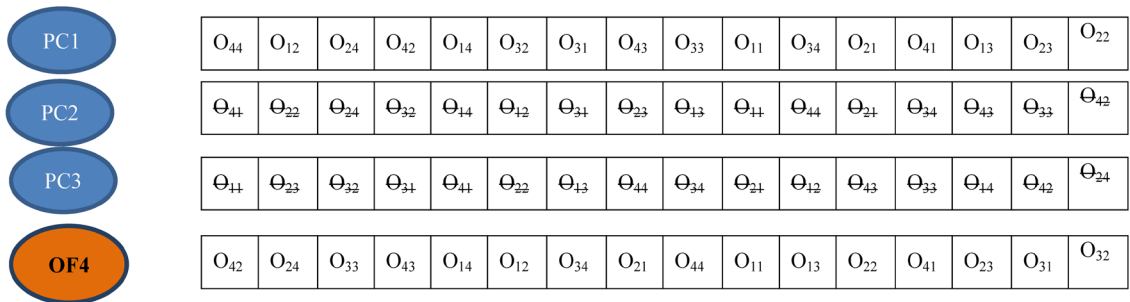 PC1 O₄₄ O₁₂ O₂₄ O₄₂ O₁₄ O₃₂ O₃₁ O₄₃ O₃₃ O₁₁ O₃₄ O₂₁ O₄₁ O₁₃ O₂₃ O₂₂
PC2 O₄₁ O₂₂ O₂₄ O₃₂ O₁₄ O₁₂ O₃₁ O₂₃ O₁₃ O₁₁ O₄₄ O₂₁ O₃₄ O₄₃ O₃₃ O₄₂
PC3 O₁₁ O₂₃ O₃₂ O₃₁ O₄₁ O₂₂ O₁₃ O₄₄ O₃₄ O₂₁ O₁₂ O₄₃ O₃₃ O₁₄ O₄₂ O₂₄
OF4 O₄₂ O₂₄ O₃₃ O₄₃ O₁₄ O₁₂ O₃₄ O₂₁ O₄₄ O₁₁ O₁₃ O₂₂ O₄₁ O₂₃ O₃₁ O₃₂